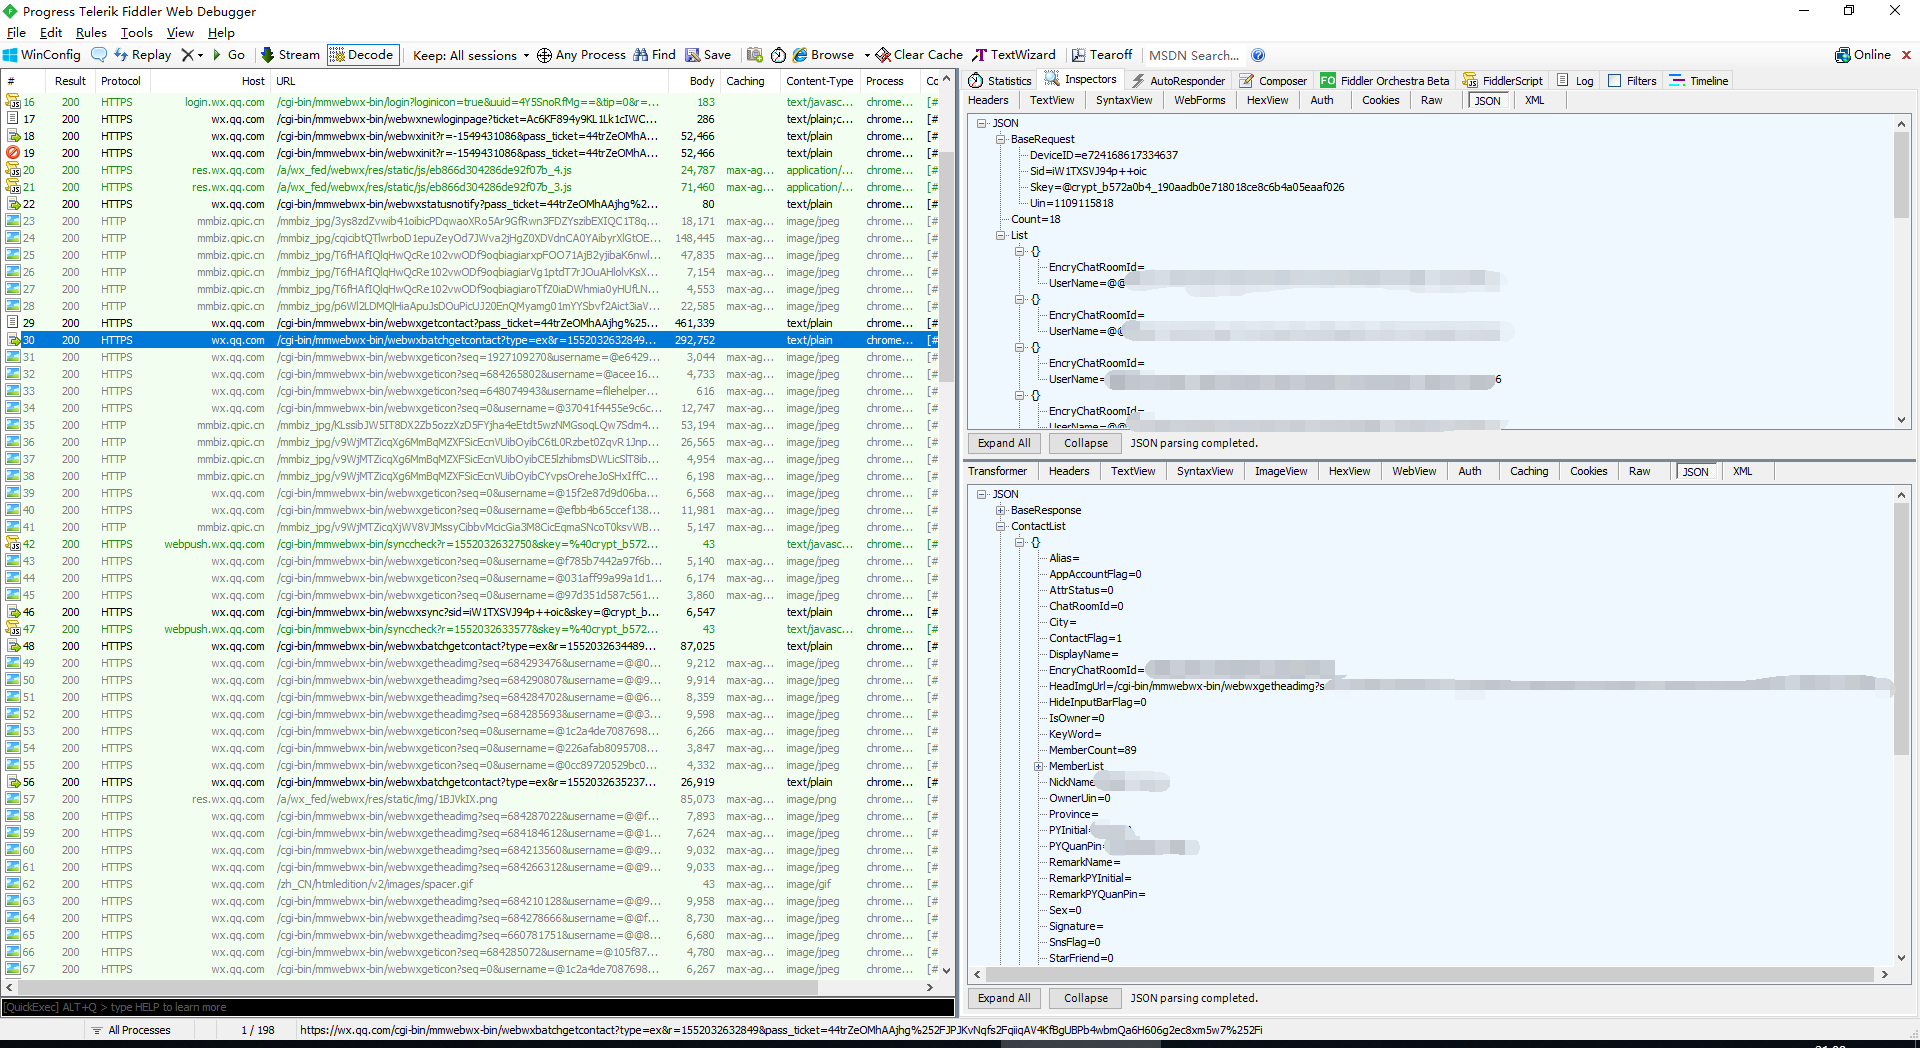 Progress Telerik Fiddler Web Debugger
File Edit Rules Tools View Help
WinConfig Replay Go Stream Decode Keep: All sessions Any Process Find Save Browse Clear Cache TextWizard Tearoff MSDN Search... Online
# Result Protocol Host URL Body Caching Content-Type Process Co
16 200 HTTPS login.wx.qq.com /cgi-bin/mmwebwx-bin/login?loginicon=true&uuid=4Y5SnoRfMg==&tip=0&r=... 183 text/javasc... chrome... [#
17 200 HTTPS wx.qq.com /cgi-bin/mmwebwx-bin/webwxnewloginpage?ticket=Ac6KF894y9KL1Lk1cIWC... 286 text/plain;c... chrome... [#
18 200 HTTPS wx.qq.com /cgi-bin/mmwebwx-bin/webwxinit?r=-1549431086&pass_ticket=44trZeOMhA... 52,466 text/plain chrome... [#
19 200 HTTPS wx.qq.com /cgi-bin/mmwebwx-bin/webwxinit?r=-1549431086&pass_ticket=44trZeOMhA... 52,466 text/plain chrome... [#
20 200 HTTPS res.wx.qq.com /a/wx_fed/webwx/res/static/js/eb866d304286de92f07b_4.js 24,787 max-ag... application/... chrome... [#
21 200 HTTPS res.wx.qq.com /a/wx_fed/webwx/res/static/js/eb866d304286de92f07b_3.js 71,460 max-ag... application/... chrome... [#
22 200 HTTPS wx.qq.com /cgi-bin/mmwebwx-bin/webwxstatusnotify?pass_ticket=44trZeOMhAAjhg%2... 80 text/plain chrome... [#
23 200 HTTP mmbiz.qpic.cn 18,171 max-ag... image/jpeg chrome... [#
24 200 HTTP mmbiz.qpic.cn 148,445 max-ag... image/jpeg chrome... [#
25 200 HTTP mmbiz.qpic.cn 47,835 max-ag... image/jpeg chrome... [#
26 200 HTTP mmbiz.qpic.cn 7,154 max-ag... image/jpeg chrome... [#
27 200 HTTP mmbiz.qpic.cn 4,553 max-ag... image/jpeg chrome... [#
28 200 HTTP mmbiz.qpic.cn 22,585 max-ag... image/jpeg chrome... [#
29 200 HTTPS wx.qq.com /cgi-bin/mmwebwx-bin/webwxgetcontact?pass_ticket=44trZeOMhAAjhg%25... 461,339 text/plain chrome... [#
30 200 HTTPS wx.qq.com /cgi-bin/mmwebwx-bin/webwxbatchgetcontact?type=ex&r=1552032632849... 292,752 text/plain chrome... [#
31 200 HTTPS wx.qq.com /cgi-bin/mmwebwx-bin/webwxgeticon?seq=1927109270&username=@e6429... 3,044 max-ag... image/jpeg chrome... [#
32 200 HTTPS wx.qq.com /cgi-bin/mmwebwx-bin/webwxgeticon?seq=684265802&username=@acee16... 4,733 max-ag... image/jpeg chrome... [#
33 200 HTTPS wx.qq.com /cgi-bin/mmwebwx-bin/webwxgeticon?seq=648074943&username=filehelper 616 max-ag... image/jpeg chrome... [#
34 200 HTTPS wx.qq.com /cgi-bin/mmwebwx-bin/webwxgeticon?seq=0&username=@37041f4455e9c6c... 12,747 max-ag... image/jpeg chrome... [#
35 200 HTTP mmbiz.qpic.cn 53,194 max-ag... image/jpeg chrome... [#
36 200 HTTP mmbiz.qpic.cn 26,565 max-ag... image/jpeg chrome... [#
37 200 HTTP mmbiz.qpic.cn 4,954 max-ag... image/jpeg chrome... [#
38 200 HTTP mmbiz.qpic.cn 6,198 max-ag... image/jpeg chrome... [#
39 200 HTTPS wx.qq.com /cgi-bin/mmwebwx-bin/webwxgeticon?seq=0&username=@15f2e87d9d06ba... 6,568 max-ag... image/jpeg chrome... [#
40 200 HTTPS wx.qq.com /cgi-bin/mmwebwx-bin/webwxgeticon?seq=0&username=@efbb4b65ccef138... 11,981 max-ag... image/jpeg chrome... [#
41 200 HTTP mmbiz.qpic.cn 5,147 max-ag... image/jpeg chrome... [#
42 200 HTTPS webpush.wx.qq.com /cgi-bin/mmwebwx-bin/synccheck?r=1552032632750&skey=%40crypt_b572... 43 text/javasc... chrome... [#
43 200 HTTPS wx.qq.com /cgi-bin/mmwebwx-bin/webwxgeticon?seq=0&username=@f785b7442a97f6b... 5,140 max-ag... image/jpeg chrome... [#
44 200 HTTPS wx.qq.com /cgi-bin/mmwebwx-bin/webwxgeticon?seq=0&username=@031aff99a99a1d1... 6,174 max-ag... image/jpeg chrome... [#
45 200 HTTPS wx.qq.com /cgi-bin/mmwebwx-bin/webwxgeticon?seq=0&username=@97d351d587c561... 3,860 max-ag... image/jpeg chrome... [#
46 200 HTTPS wx.qq.com /cgi-bin/mmwebwx-bin/webwxsync?sid=iW1TXSVJ94p++oic&skey=@crypt_b... 6,547 text/plain chrome... [#
47 200 HTTPS webpush.wx.qq.com /cgi-bin/mmwebwx-bin/synccheck?r=1552032633577&skey=%40crypt_b572... 43 text/javasc... chrome... [#
48 200 HTTPS wx.qq.com /cgi-bin/mmwebwx-bin/webwxbatchgetcontact?type=ex&r=1552032634489... 87,025 text/plain chrome... [#
49 200 HTTPS wx.qq.com /cgi-bin/mmwebwx-bin/webwxgetheadimg?seq=684293476&username=@@0... 9,212 max-ag... image/jpeg chrome... [#
50 200 HTTPS wx.qq.com /cgi-bin/mmwebwx-bin/webwxgetheadimg?seq=684290807&username=@@d... 9,914 max-ag... image/jpeg chrome... [#
51 200 HTTPS wx.qq.com /cgi-bin/mmwebwx-bin/webwxgetheadimg?seq=684284702&username=@@6... 8,359 max-ag... image/jpeg chrome... [#
52 200 HTTPS wx.qq.com /cgi-bin/mmwebwx-bin/webwxgetheadimg?seq=684285693&username=@@3... 9,598 max-ag... image/jpeg chrome... [#
53 200 HTTPS wx.qq.com /cgi-bin/mmwebwx-bin/webwxgeticon?seq=0&username=@1c2a4de7087698... 6,266 max-ag... image/jpeg chrome... [#
54 200 HTTPS wx.qq.com /cgi-bin/mmwebwx-bin/webwxgeticon?seq=0&username=@226afab8095708... 3,847 max-ag... image/jpeg chrome... [#
55 200 HTTPS wx.qq.com /cgi-bin/mmwebwx-bin/webwxgeticon?seq=0&username=@0cc89720529bc0... 4,332 max-ag... image/jpeg chrome... [#
56 200 HTTPS wx.qq.com /cgi-bin/mmwebwx-bin/webwxbatchgetcontact?type=ex&r=1552032635237... 26,919 text/plain chrome... [#
57 200 HTTPS res.wx.qq.com /a/wx_fed/webwx/res/static/img/1BJVkIX.png 85,073 max-ag... image/png chrome... [#
58 200 HTTPS wx.qq.com /cgi-bin/mmwebwx-bin/webwxgetheadimg?seq=684287022&username=@@f... 7,893 max-ag... image/jpeg chrome... [#
59 200 HTTPS wx.qq.com /cgi-bin/mmwebwx-bin/webwxgetheadimg?seq=684184612&username=@@1... 7,624 max-ag... image/jpeg chrome... [#
60 200 HTTPS wx.qq.com /cgi-bin/mmwebwx-bin/webwxgetheadimg?seq=684213560&username=@@... 9,032 max-ag... image/jpeg chrome... [#
61 200 HTTPS wx.qq.com /cgi-bin/mmwebwx-bin/webwxgetheadimg?seq=684266312&username=@@... 9,033 max-ag... image/jpeg chrome... [#
62 200 HTTPS wx.qq.com /zh_CN/htmledition/v2/images/spacer.gif 43 max-ag... image/gif chrome... [#
63 200 HTTPS wx.qq.com /cgi-bin/mmwebwx-bin/webwxgetheadimg?seq=684210128&username=@@9... 9,958 max-ag... image/jpeg chrome... [#
64 200 HTTPS wx.qq.com /cgi-bin/mmwebwx-bin/webwxgetheadimg?seq=684278666&username=@@f... 8,730 max-ag... image/jpeg chrome... [#
65 200 HTTPS wx.qq.com /cgi-bin/mmwebwx-bin/webwxgetheadimg?seq=660781751&username=@@8... 6,680 max-ag... image/jpeg chrome... [#
66 200 HTTPS wx.qq.com /cgi-bin/mmwebwx-bin/webwxgeticon?seq=684285072&username=@105f87... 4,780 max-ag... image/jpeg chrome... [#
67 200 HTTPS wx.qq.com /cgi-bin/mmwebwx-bin/webwxgeticon?seq=0&username=@1c2a4de7087698... 6,267 max-ag... image/jpeg chrome... [#
[QuickExec] ALT+Q > type HELP to learn more
All Processes 1 / 198 https://wx.qq.com/cgi-bin/mmwebwx-bin/webwxbatchgetcontact?type=ex&r=1552032632849&pass_ticket=44trZeOMhAAjhg%252FJPJKvNqfs2FqiiqAV4KfBgUBPb4wbmQa6H606g2ec8xm5w7%252Fi
Statistics Inspectors AutoResponder Composer FO Fiddler Orchestra Beta FiddlerScript Log Filters Timeline
Headers TextView SyntaxView WebForms HexView Auth Cookies Raw JSON XML
JSON
BaseRequest
DeviceID=e724168617334637
Sid=iW1TXSVJ94p++oic
Skey=@crypt_b572a0b4_190aadb0e718018ce8c6b4a05eaaf026
Uin=1109115818
Count=18
List
{}
EncryChatRoomId=
UserName=@@
{}
EncryChatRoomId=
UserName=@@
{}
EncryChatRoomId=
UserName= 6
{}
EncryChatRoomId=
UserName=@@
Expand All Collapse JSON parsing completed.
Transformer Headers TextView SyntaxView ImageView HexView WebView Auth Caching Cookies Raw JSON XML
JSON
BaseResponse
ContactList
{}
Alias=
AppAccountFlag=0
AttrStatus=0
ChatRoomId=0
City=
ContactFlag=1
DisplayName=
EncryChatRoomId=
HeadImgUrl=/cgi-bin/mmwebwx-bin/webwxgetheadimg?s
HideInputBarFlag=0
IsOwner=0
KeyWord=
MemberCount=89
MemberList
NickName
OwnerUin=0
Province=
PYInitial=
PYQuanPin
RemarkName=
RemarkPYInitial=
RemarkPYQuanPin=
Sex=0
Signature=
SnsFlag=0
StarFriend=0
Expand All Collapse JSON parsing completed.